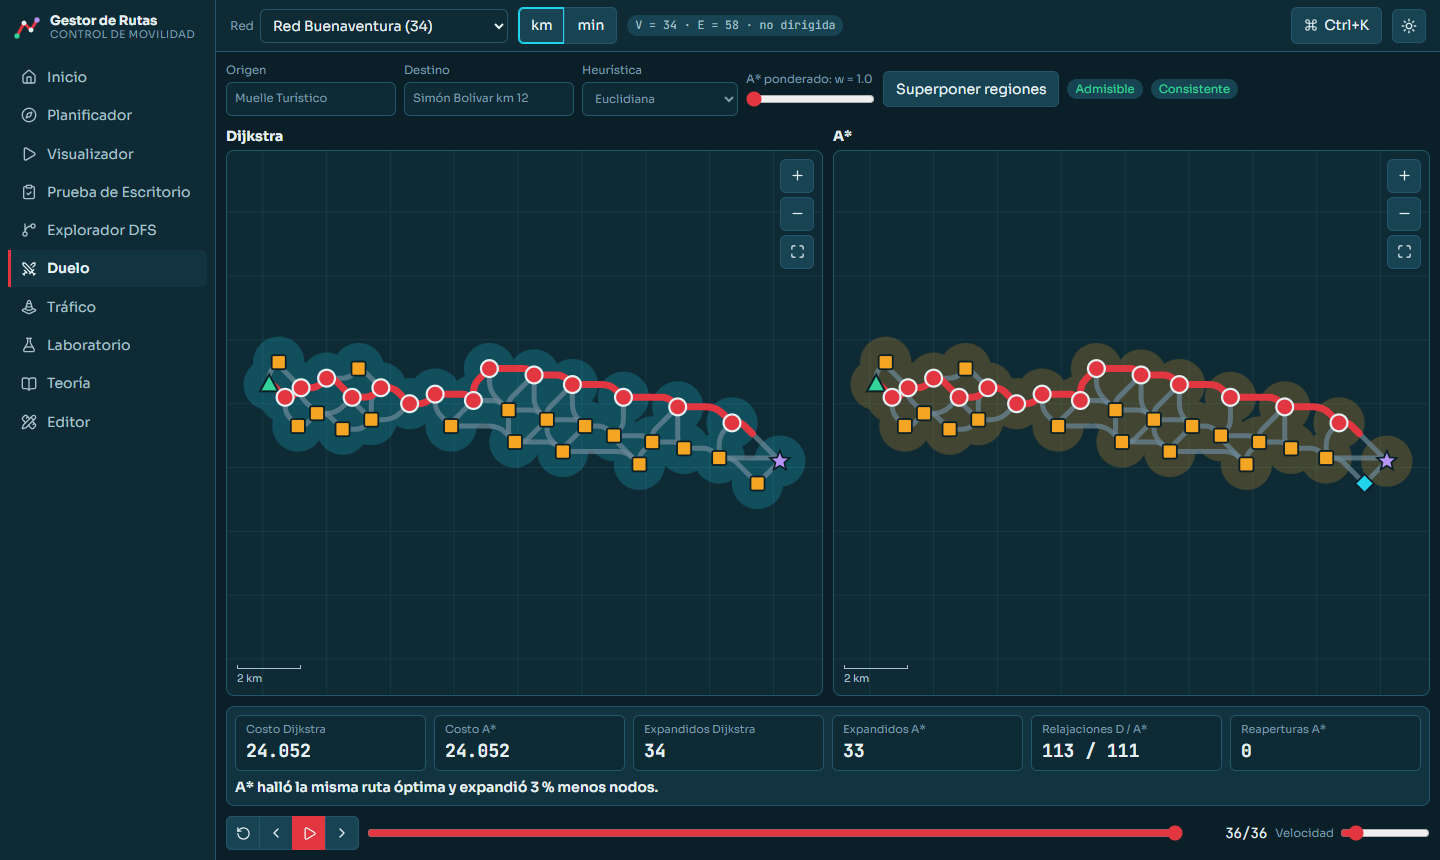 Gestor de Rutas
CONTROL DE MOVILIDAD
Inicio
Planificador
Visualizador
Prueba de Escritorio
Explorador DFS
Duelo
Tráfico
Laboratorio
Teoría
Editor
Red Red Buenaventura (34) km min V = 34 · E = 58 · no dirigida ⌘ Ctrl+K
Origen Destino Heurística A* ponderado: w = 1.0
Muelle Turístico Simón Bolívar km 12 Euclidiana Superponer regiones Admisible Consistente
Dijkstra A*
2 km 2 km
Costo Dijkstra Costo A* Expandidos Dijkstra Expandidos A* Relajaciones D / A* Reaperturas A*
24.052 24.052 34 33 113 / 111 0
A* halló la misma ruta óptima y expandió 3 % menos nodos.
36/36 Velocidad